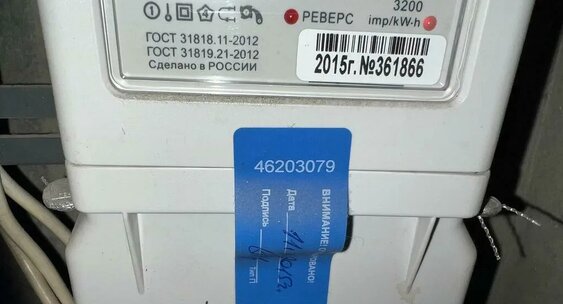 3200
РЕВЕРС imp/kW·h
ГОСТ 31818.11-2012
ГОСТ 31819.21-2012
Сделано в РОССИИ
2015г. №361866
46203079
ВНИМАНИЕ!
Дата
Подпись
Тип П